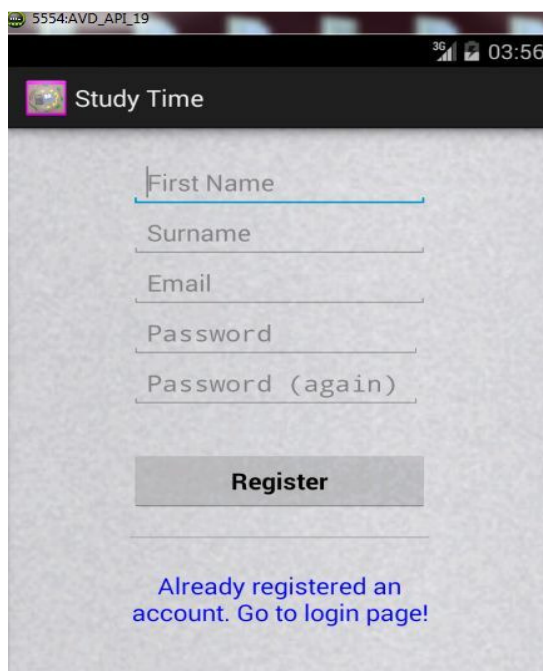 5554:AVD_API_19
3G 03:56
Study Time
First Name
Surname
Email
Password
Password (again)
Register
Already registered an
account. Go to login page!